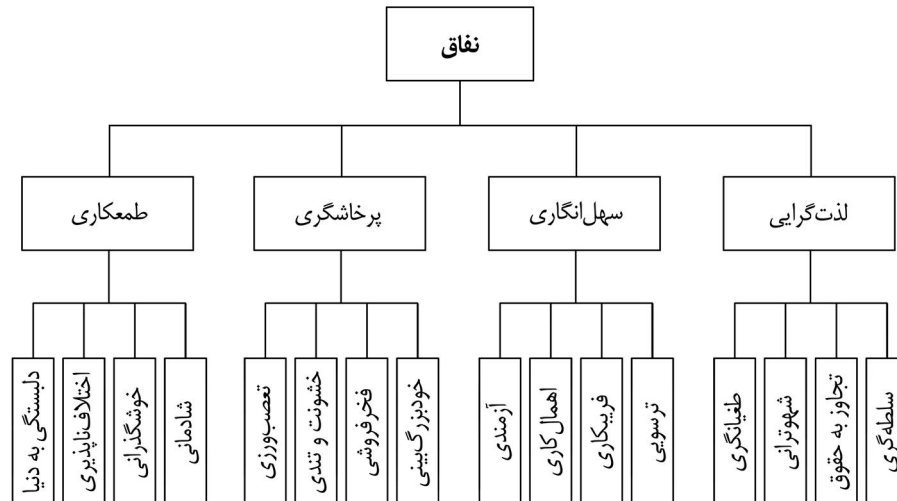 نفاق
لذت‌گرایی
سهل‌انگاری
پرخاشگری
طمعکاری
سلطه‌گری
تجاوز به حقوق
شهوترانی
طغیانگری
ترسویی
فریبکاری
اهمال‌کاری
آزمندی
خودبزرگ‌بینی
فخرفروشی
خشونت و تندی
تعصب‌ورزی
شادمانی
خوشگذرانی
اختلاف‌ناپذیری
دلبستگی به دنیا